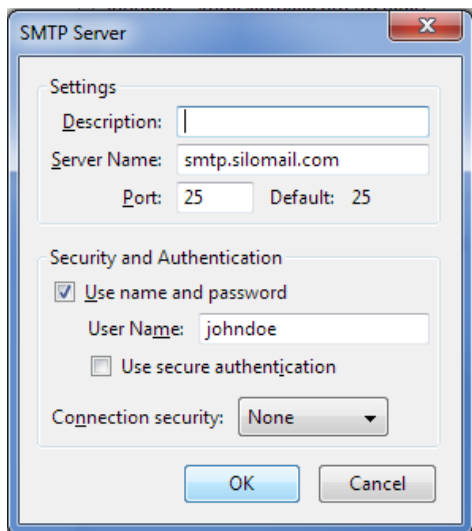 SMTP Server
Settings
Description:
Server Name: smtp.silomail.com
Port: 25 Default: 25
Security and Authentication
Use name and password
User Name: johndoe
Use secure authentication
Connection security: None
OK Cancel